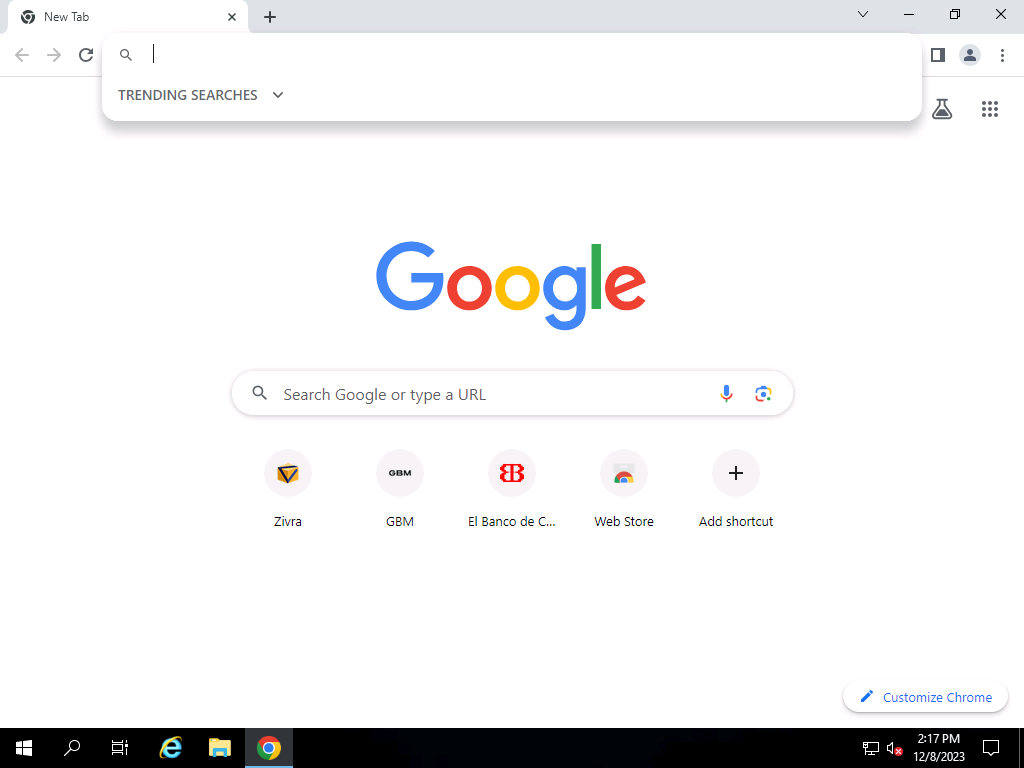 New Tab
TRENDING SEARCHES
Google
Search Google or type a URL
GBM
Zivra
GBM
El Banco de C...
Web Store
Add shortcut
Customize Chrome
2:17 PM
12/8/2023